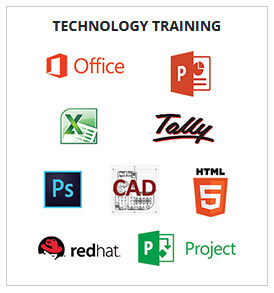 TECHNOLOGY TRAINING
Office
P
X
Tally
Ps
CAD
HTML
5
redhat.
P
Project